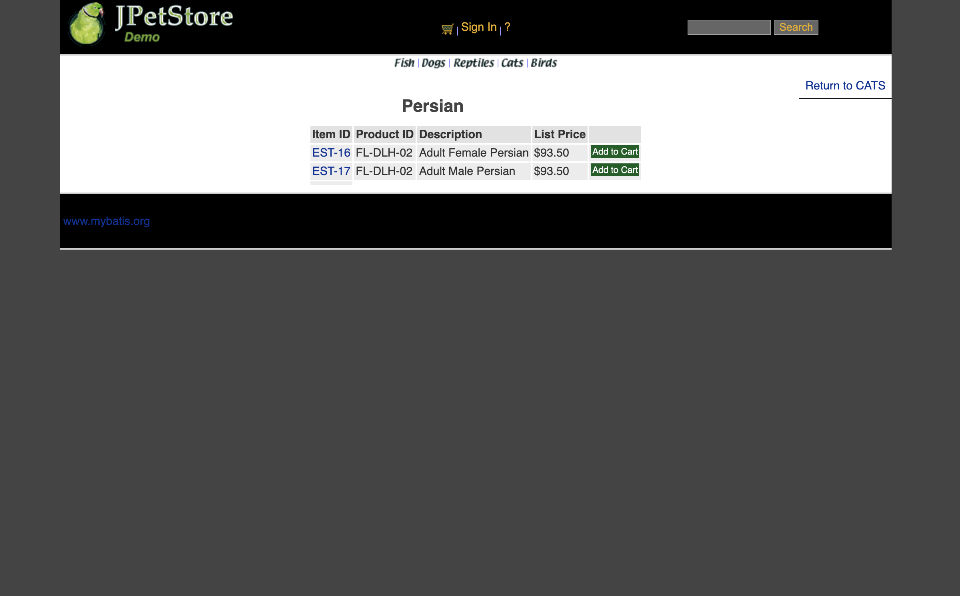 JPetStore
Demo
| Sign In | ?
Search
Fish | Dogs | Reptiles | Cats | Birds
Return to CATS
Persian
Item ID Product ID Description List Price
EST-16 FL-DLH-02 Adult Female Persian $93.50 Add to Cart
EST-17 FL-DLH-02 Adult Male Persian $93.50 Add to Cart
www.mybatis.org